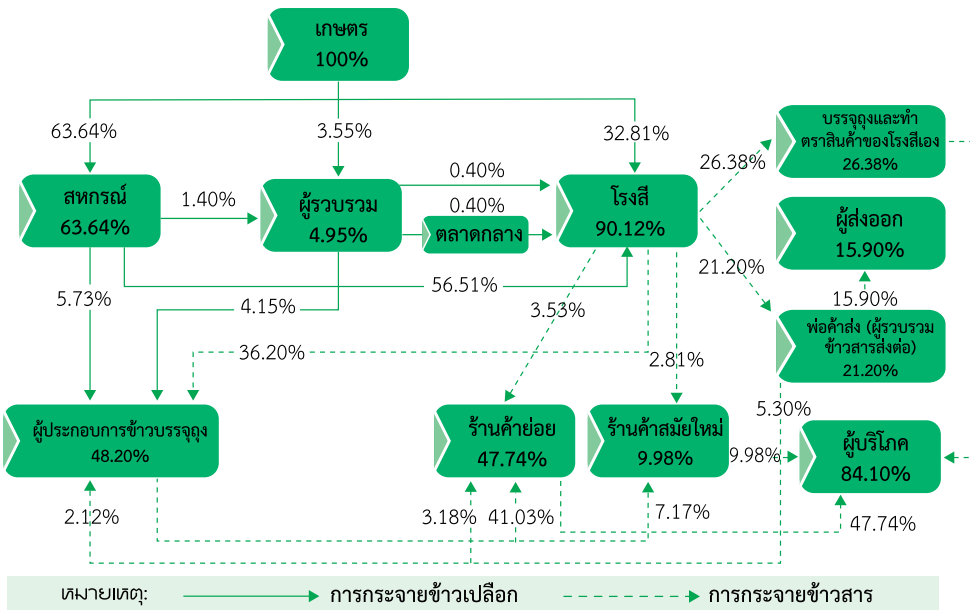 เกษตร
100%
63.64%
3.55%
32.81%
สหกรณ์
63.64%
1.40%
ผู้รวบรวม
4.95%
0.40%
0.40%
ตลาดกลาง
โรงสี
90.12%
26.38%
บรรจุถุงและทำ
ตราสินค้าของโรงสีเอง
26.38%
ผู้ส่งออก
15.90%
21.20%
15.90%
พ่อค้าส่ง (ผู้รวบรวม
ข้าวสารส่งต่อ)
21.20%
5.73%
4.15%
56.51%
3.53%
36.20%
2.81%
5.30%
ผู้ประกอบการข้าวบรรจุถุง
48.20%
ร้านค้าย่อย
47.74%
ร้านค้าสมัยใหม่
9.98%
9.98%
ผู้บริโภค
84.10%
2.12%
3.18%
41.03%
7.17%
47.74%
หมายเหตุ:
การกระจายข้าวเปลือก
การกระจายข้าวสาร